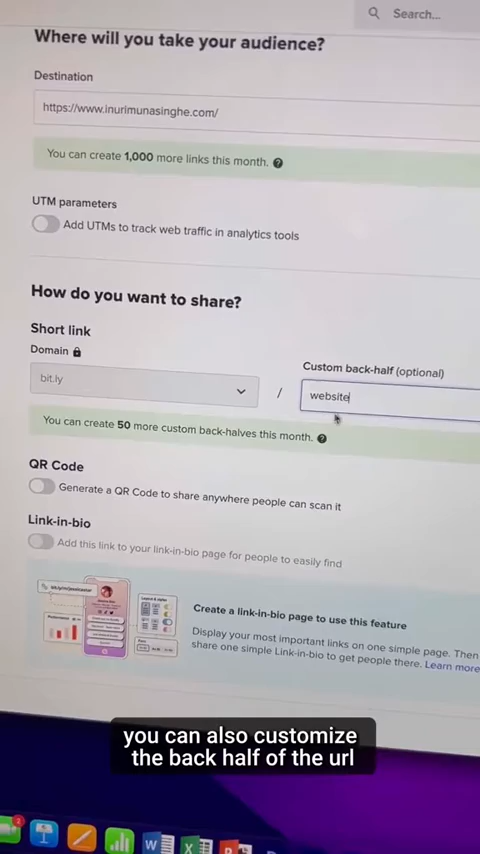 Search...
Where will you take your audience?
Destination
https://www.inurimunasinghe.com/
You can create 1,000 more links this month. ?
UTM parameters
Add UTMs to track web traffic in analytics tools
How do you want to share?
Short link
Domain
Custom back-half (optional)
bit.ly / website
You can create 50 more custom back-halves this month. ?
QR Code
Generate a QR Code to share anywhere people can scan it
Link-in-bio
Add this link to your link-in-bio page for people to easily find
Create a link-in-bio page to use this feature
Display your most important links on one simple page. Then
share one simple Link-in-bio to get people there. Learn more
you can also customize
the back half of the url
2
W
X